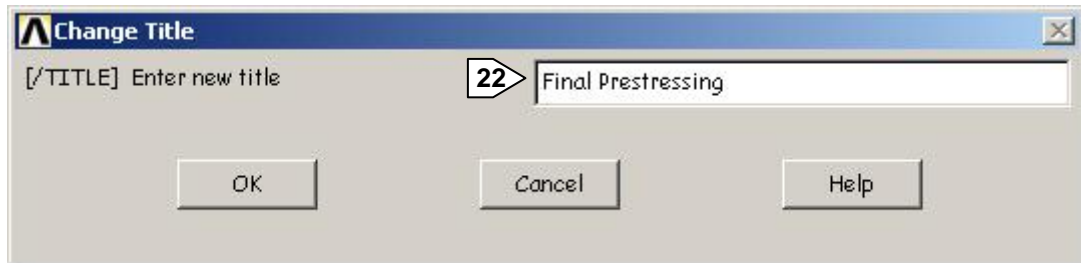 Change Title
[/TITLE] Enter new title
22
Final Prestressing
OK
Cancel
Help